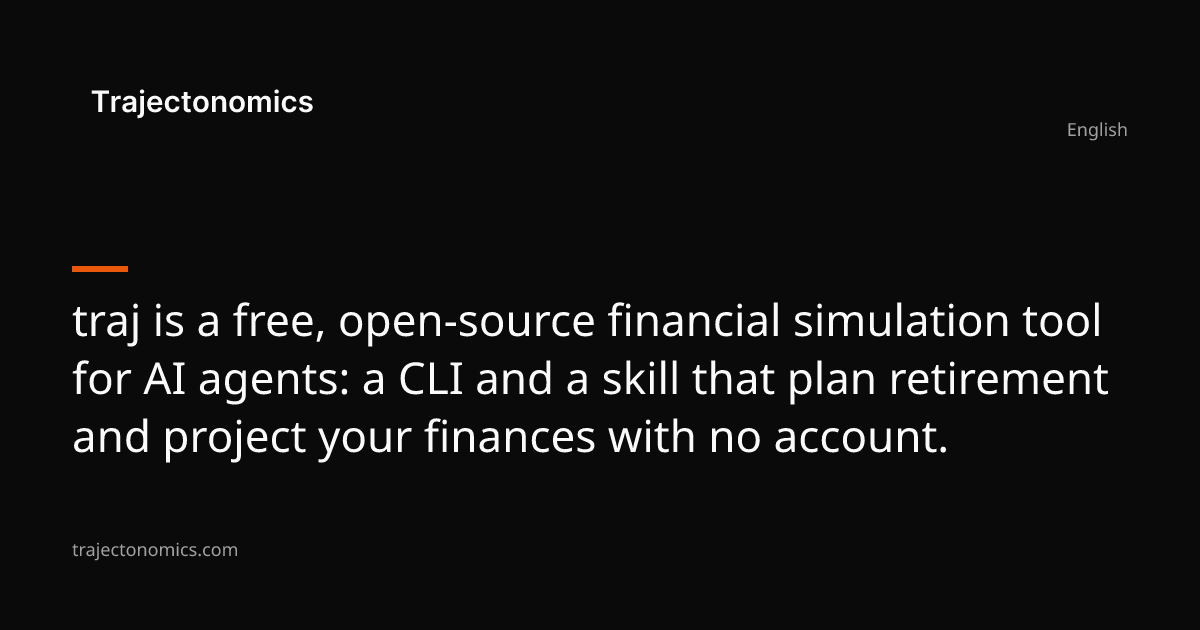 Trajectonomics
English
traj is a free, open-source financial simulation tool
for AI agents: a CLI and a skill that plan retirement
and project your finances with no account.
trajectonomics.com